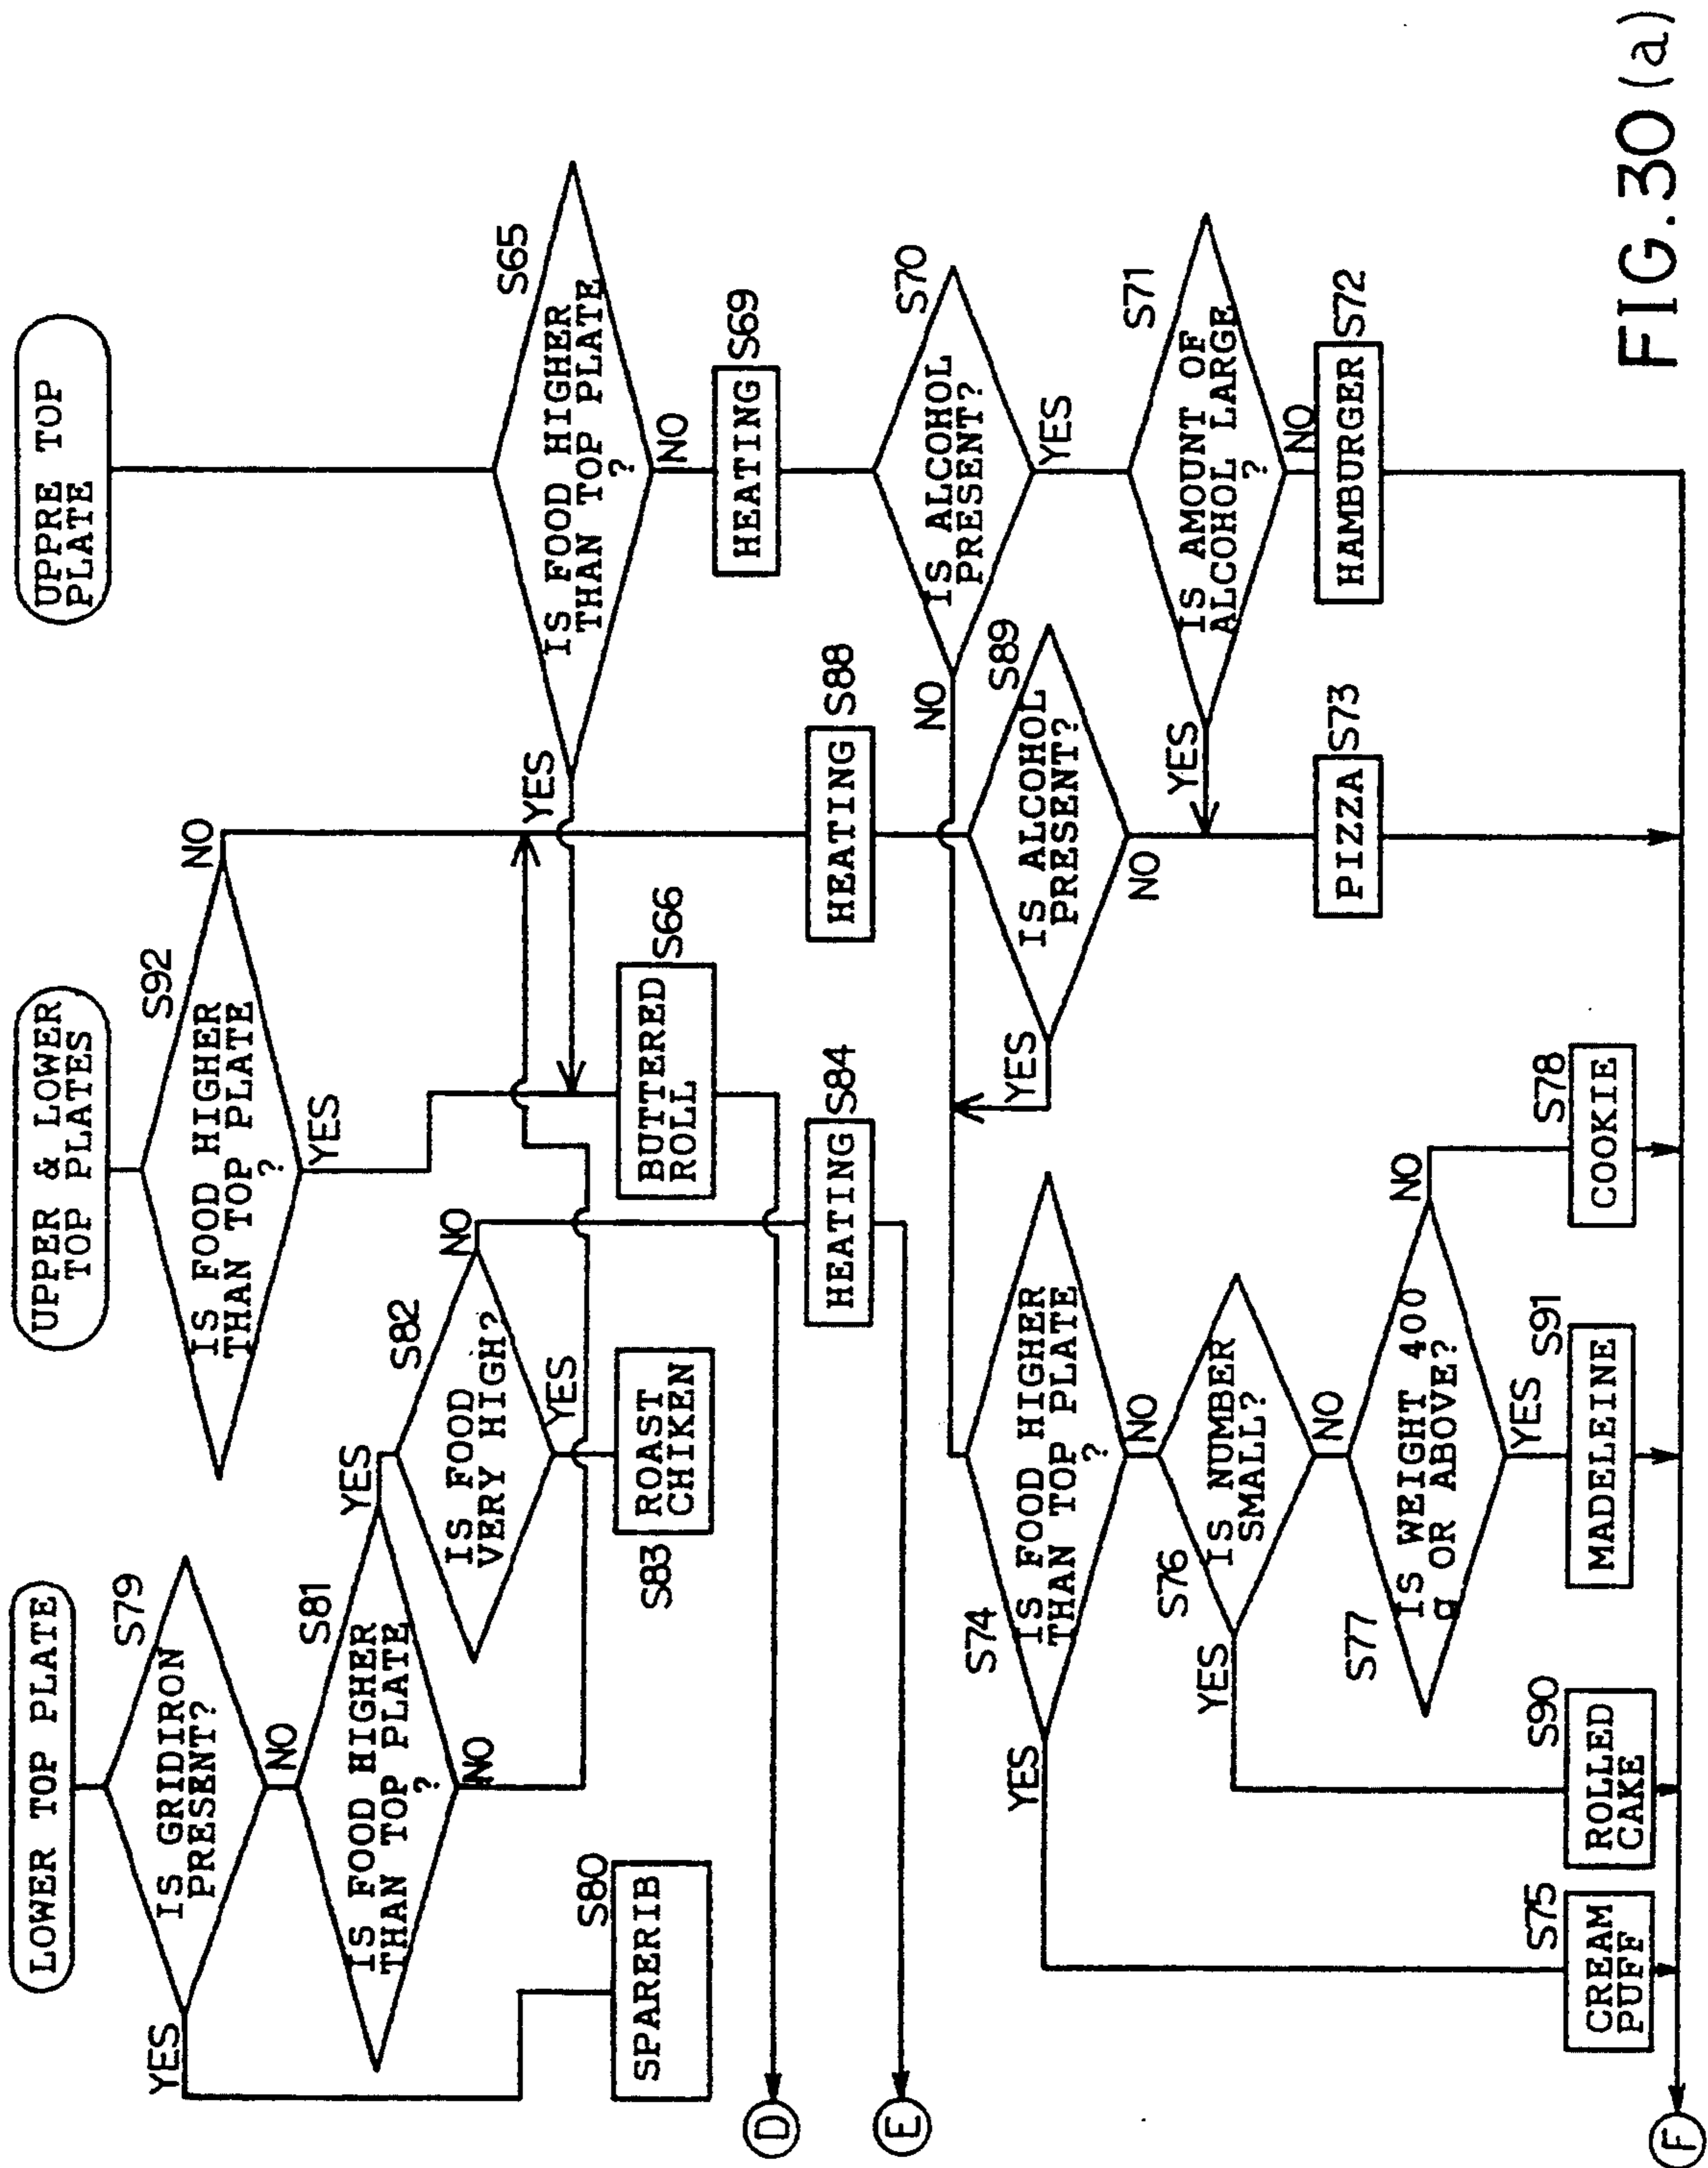 LOWER TOP PLATE
UPPER & LOWER
TOP PLATES
UPPRE TOP
PLATE
S79
IS GRIDIRON
PRESENT?
YES
NO
S92
IS FOOD HIGHER
THAN TOP PLATE
?
NO
YES
S81
IS FOOD HIGHER
THAN TOP PLATE
?
YES
NO
S82
IS FOOD
VERY HIGH?
NO
YES
S65
IS FOOD HIGHER
THAN TOP PLATE
?
YES
NO
S80
SPARERIB
S83
ROAST
CHIKEN
BUTTERED
ROLL
S66
HEATING
S69
D
HEATING
S84
HEATING
S88
E
S70
IS ALCOHOL
PRESENT?
NO
YES
S89
IS ALCOHOL
PRESENT?
YES
NO
S74
IS FOOD HIGHER
THAN TOP PLATE
?
YES
NO
S71
IS AMOUNT OF
ALCOHOL LARGE
?
YES
NO
S76
IS NUMBER
SMALL?
YES
NO
S77
IS WEIGHT 400
g OR ABOVE?
NO
YES
PIZZA
S73
HAMBURGER
S72
S75
CREAM
PUFF
S90
ROLLED
CAKE
S91
MADELEINE
S78
COOKIE
F
FIG.30(a)